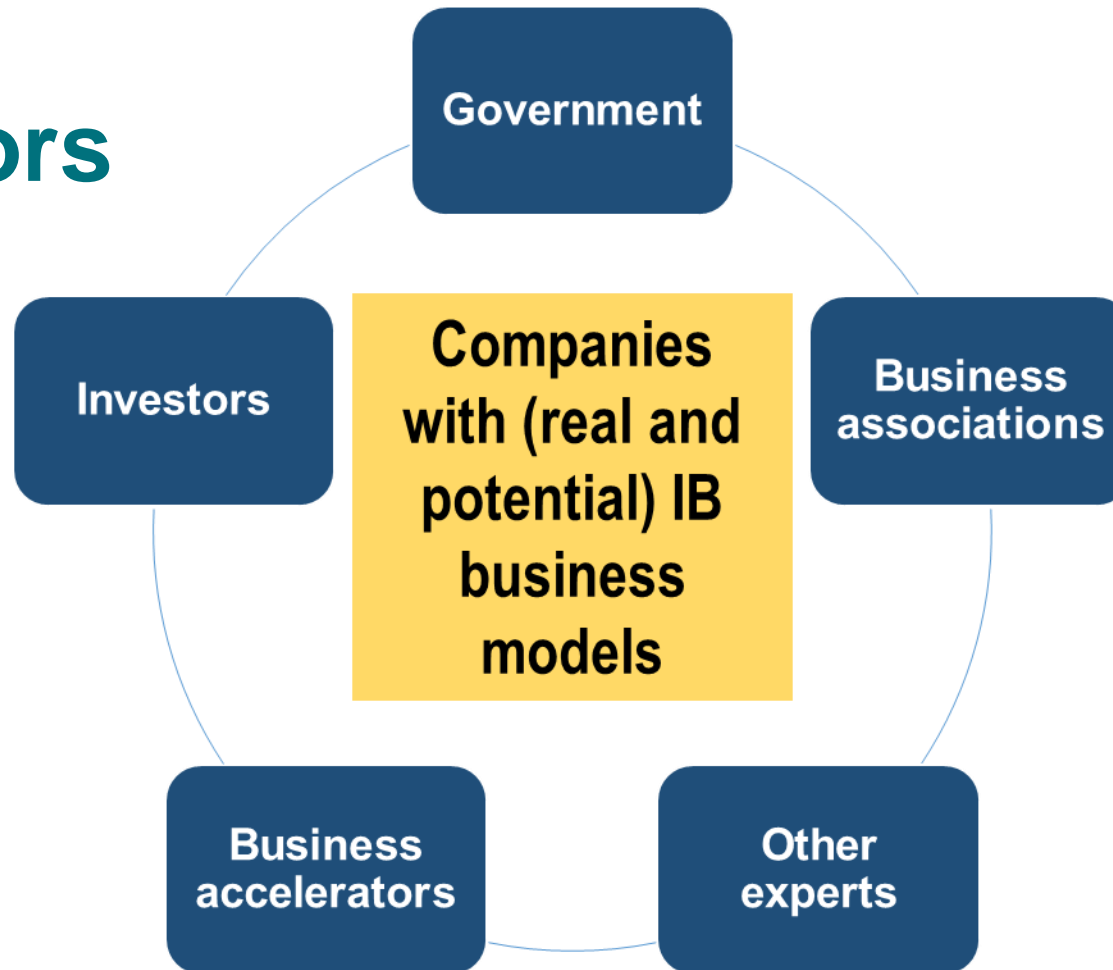 ors
Government
Investors
Companies
with (real and
potential) IB
business
models
Business
associations
Business
accelerators
Other
experts